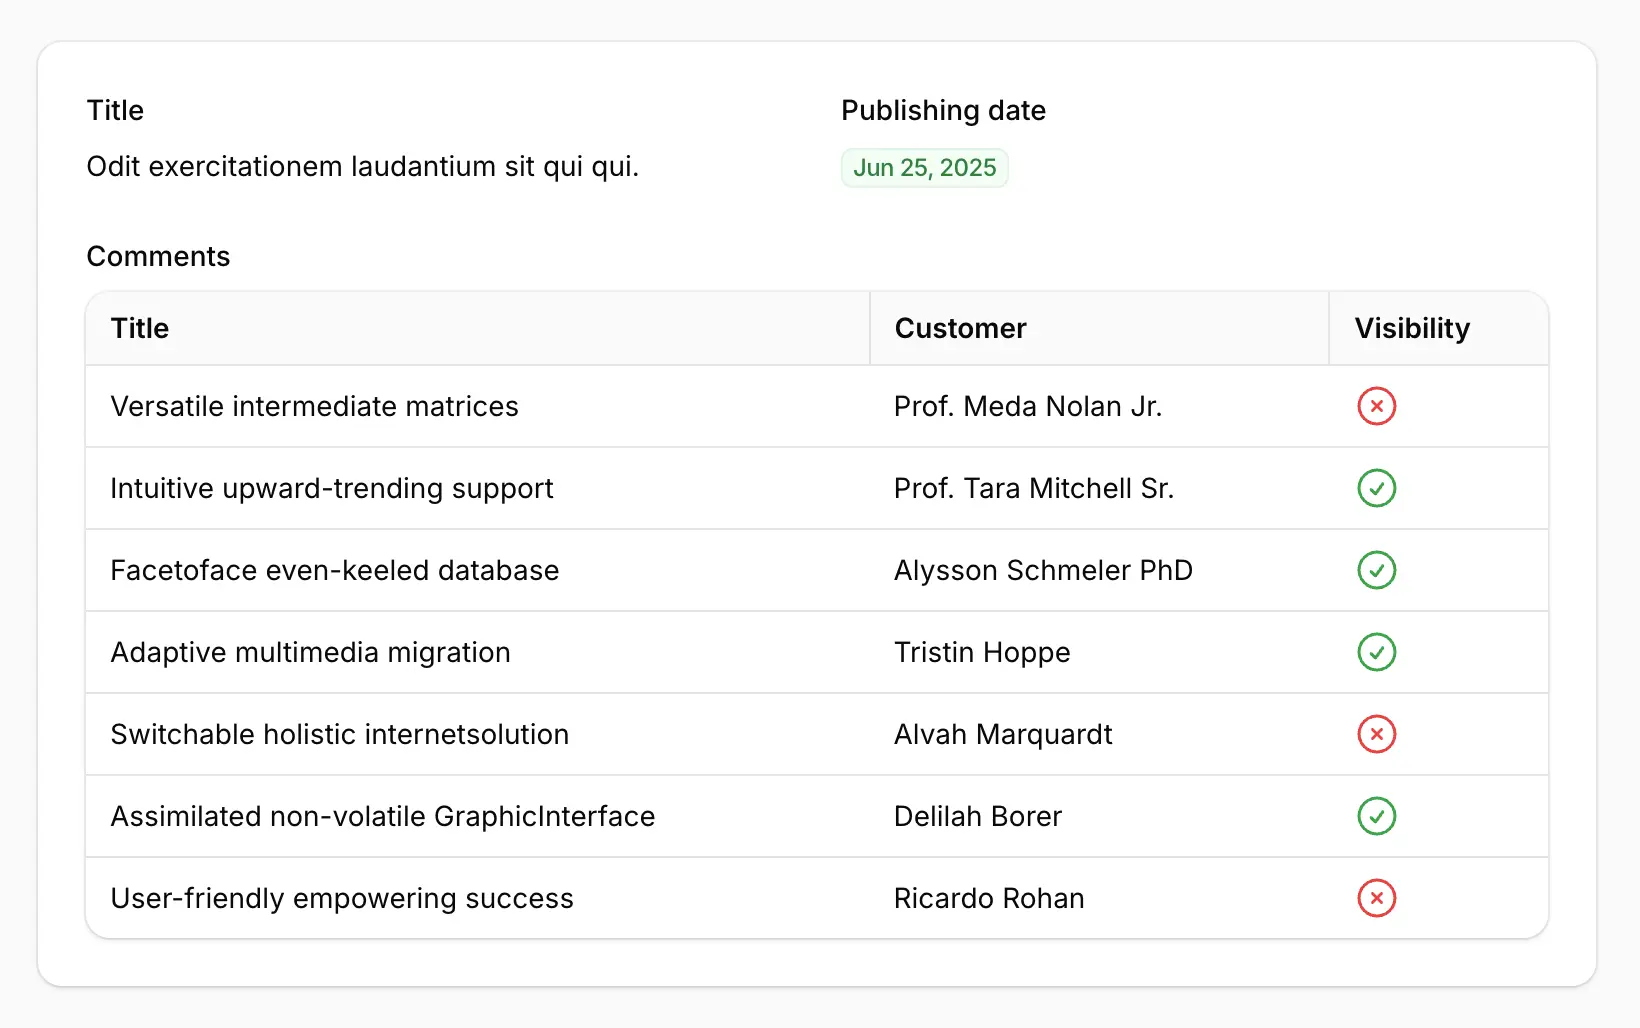 Title
Publishing date
Odit exercitationem laudantium sit qui qui.
Jun 25, 2025
Comments
Title Customer Visibility
Versatile intermediate matrices Prof. Meda Nolan Jr.
Intuitive upward-trending support Prof. Tara Mitchell Sr.
Facetoface even-keeled database Alysson Schmeler PhD
Adaptive multimedia migration Tristin Hoppe
Switchable holistic internetsolution Alvah Marquardt
Assimilated non-volatile GraphicInterface Delilah Borer
User-friendly empowering success Ricardo Rohan